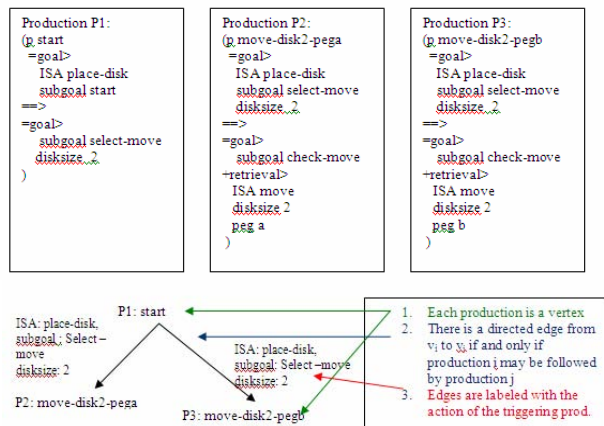 Production P1:
(p start
=goal>
ISA place-disk
subgoal start
==>
=goal>
subgoal select-move
disksize 2
)
Production P2:
(p move-disk2-pega
=goal>
ISA place-disk
subgoal select-move
disksize 2
==>
=goal>
subgoal check-move
+retrieval>
ISA move
disksize 2
peg a
)
Production P3:
(p move-disk2-pegb
=goal>
ISA place-disk
subgoal select-move
disksize 2
==>
=goal>
subgoal check-move
+retrieval>
ISA move
disksize 2
peg b
)
P1: start
ISA: place-disk,
subgoal : Select –
move
disksize: 2
ISA: place-disk,
subgoal: Select –move
disksize: 2
P2: move-disk2-pega
P3: move-disk2-pegb
1. Each production is a vertex
2. There is a directed edge from
vi to vj if and only if
production i may be followed
by production j
3. Edges are labeled with the
action of the triggering prod.